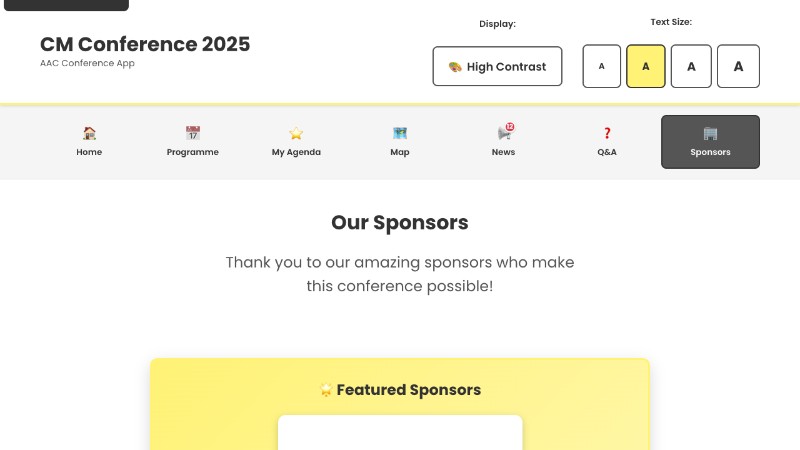 CM Conference 2025
AAC Conference App
Display:
High Contrast
Text Size:
A
A
A
A
Home
Programme
My Agenda
Map
12
News
Q&A
Sponsors
Our Sponsors
Thank you to our amazing sponsors who make
this conference possible!
Featured Sponsors